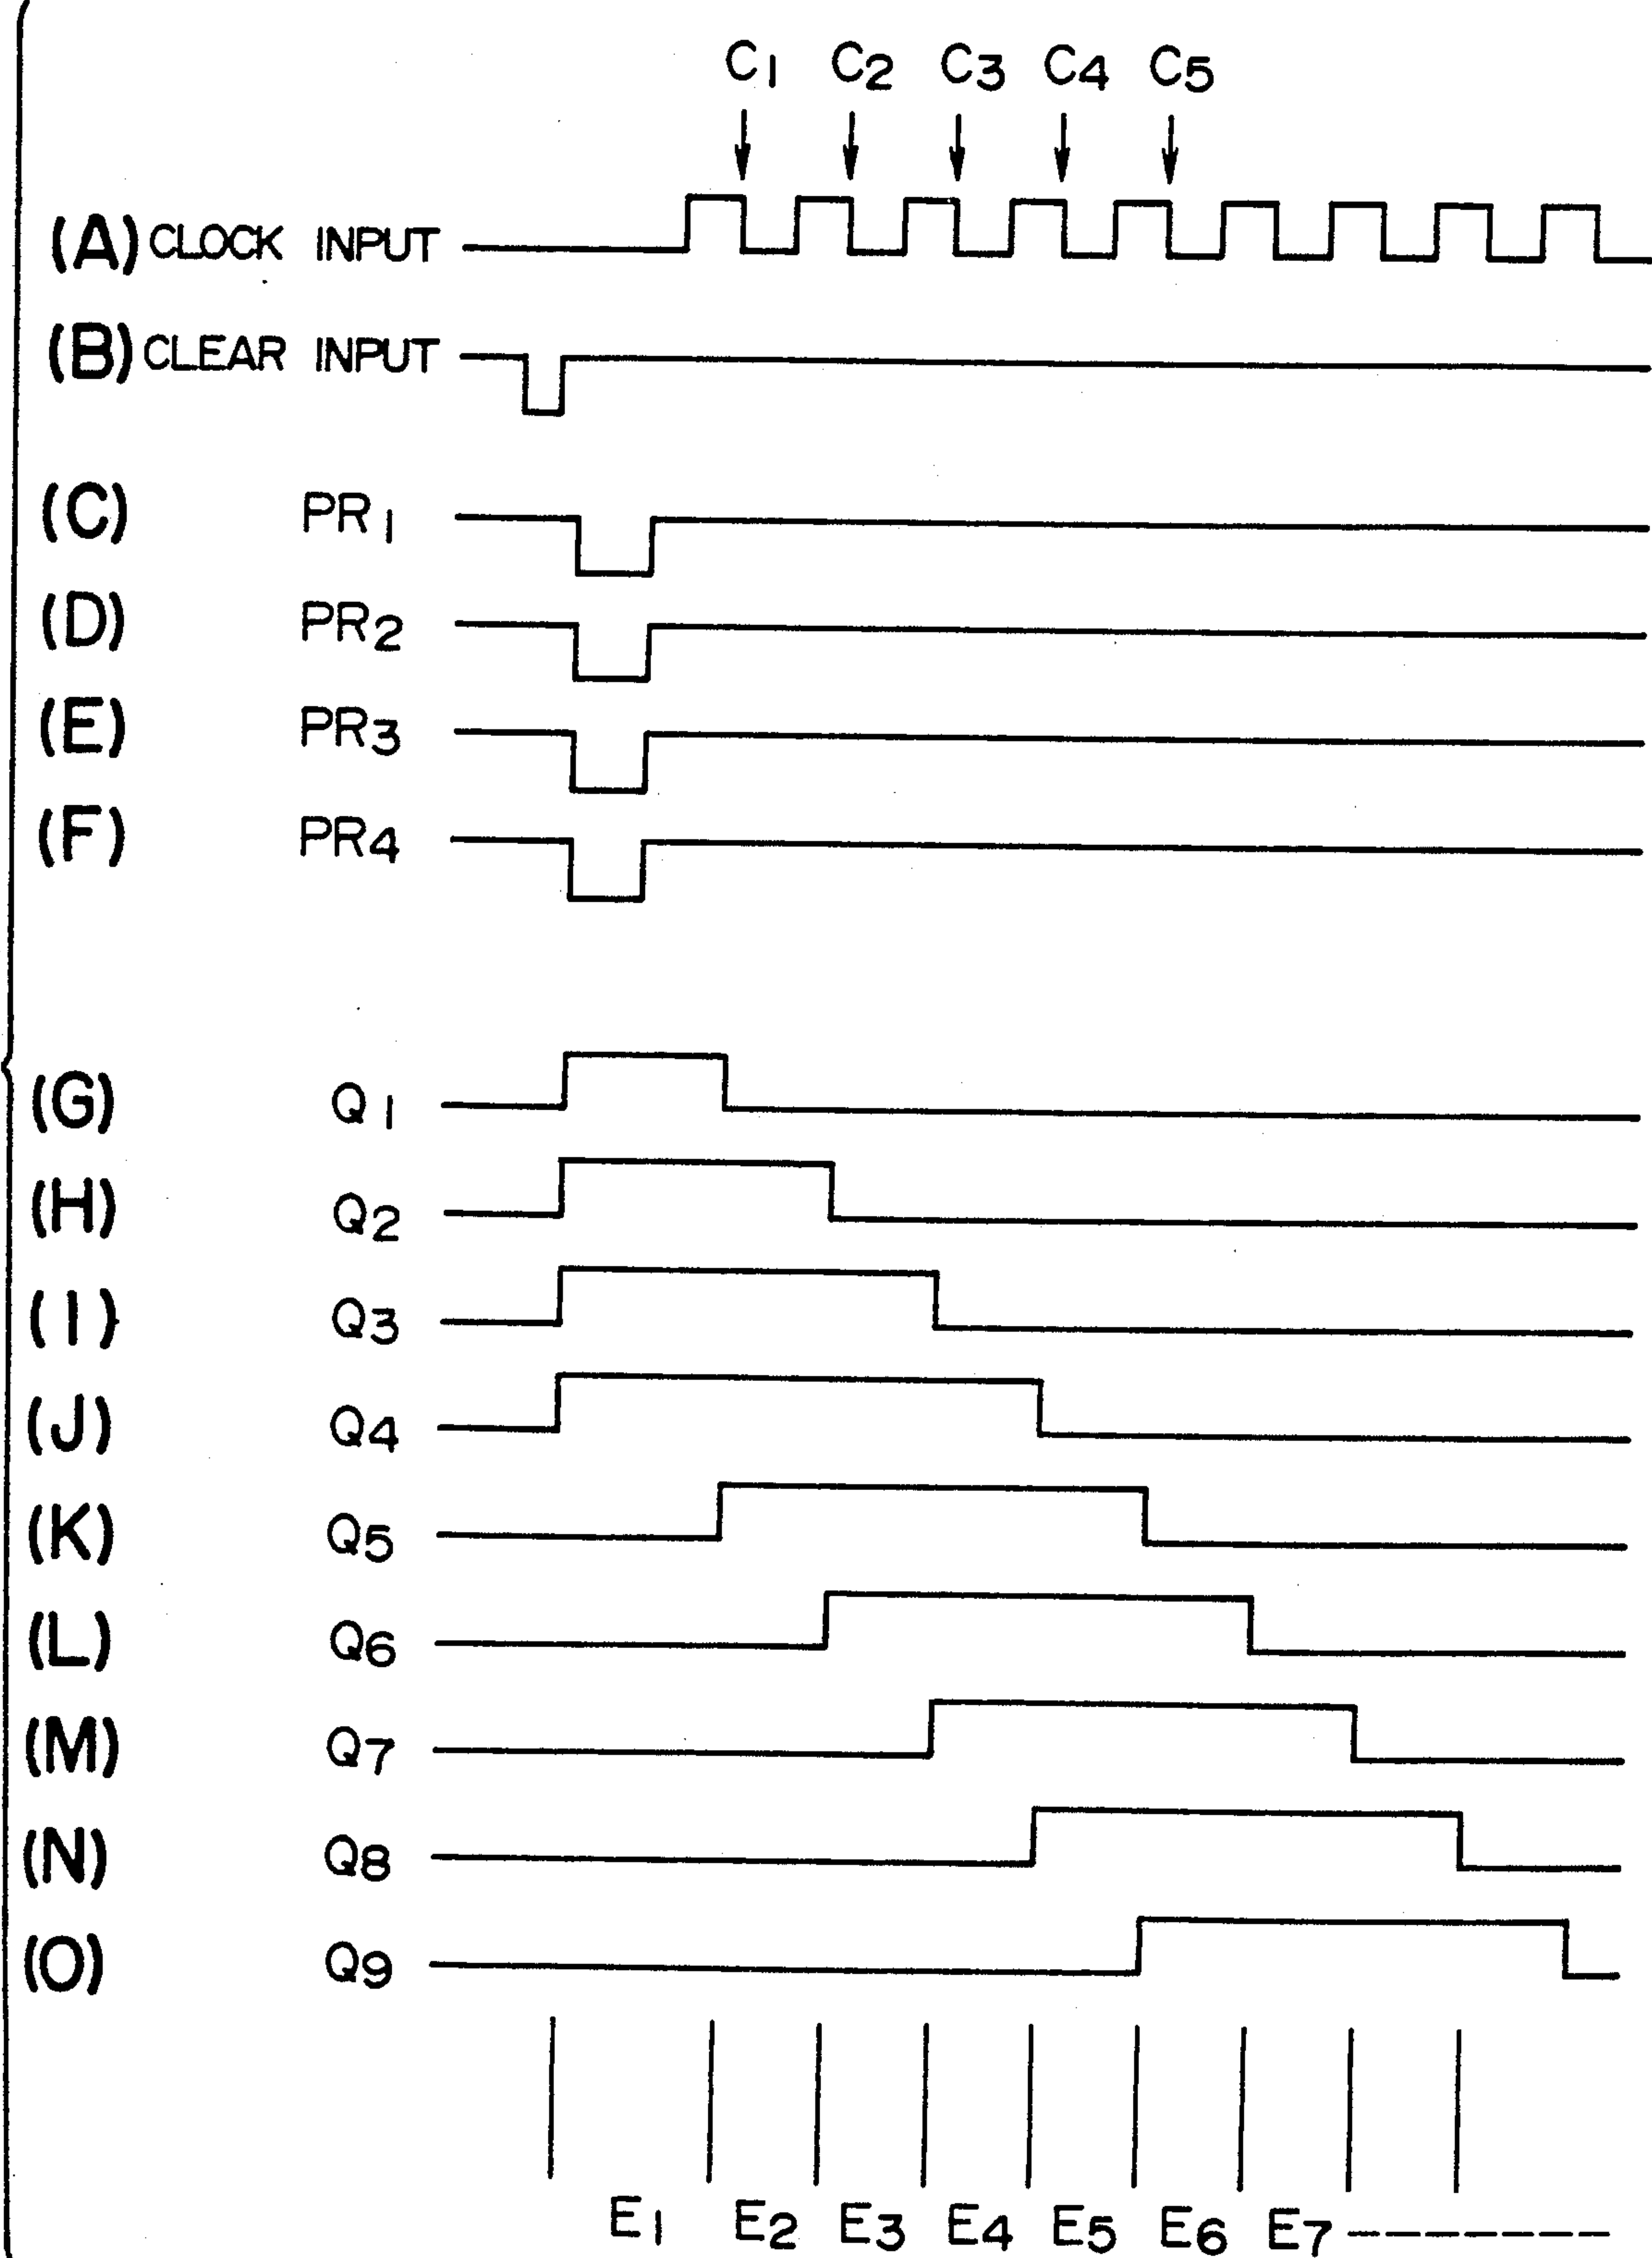 C1 C2 C3 C4 C5
(A) CLOCK INPUT
(B) CLEAR INPUT
(C) PR1
(D) PR2
(E) PR3
(F) PR4
(G) Q1
(H) Q2
(I) Q3
(J) Q4
(K) Q5
(L) Q6
(M) Q7
(N) Q8
(O) Q9
E1 E2 E3 E4 E5 E6 E7 --------